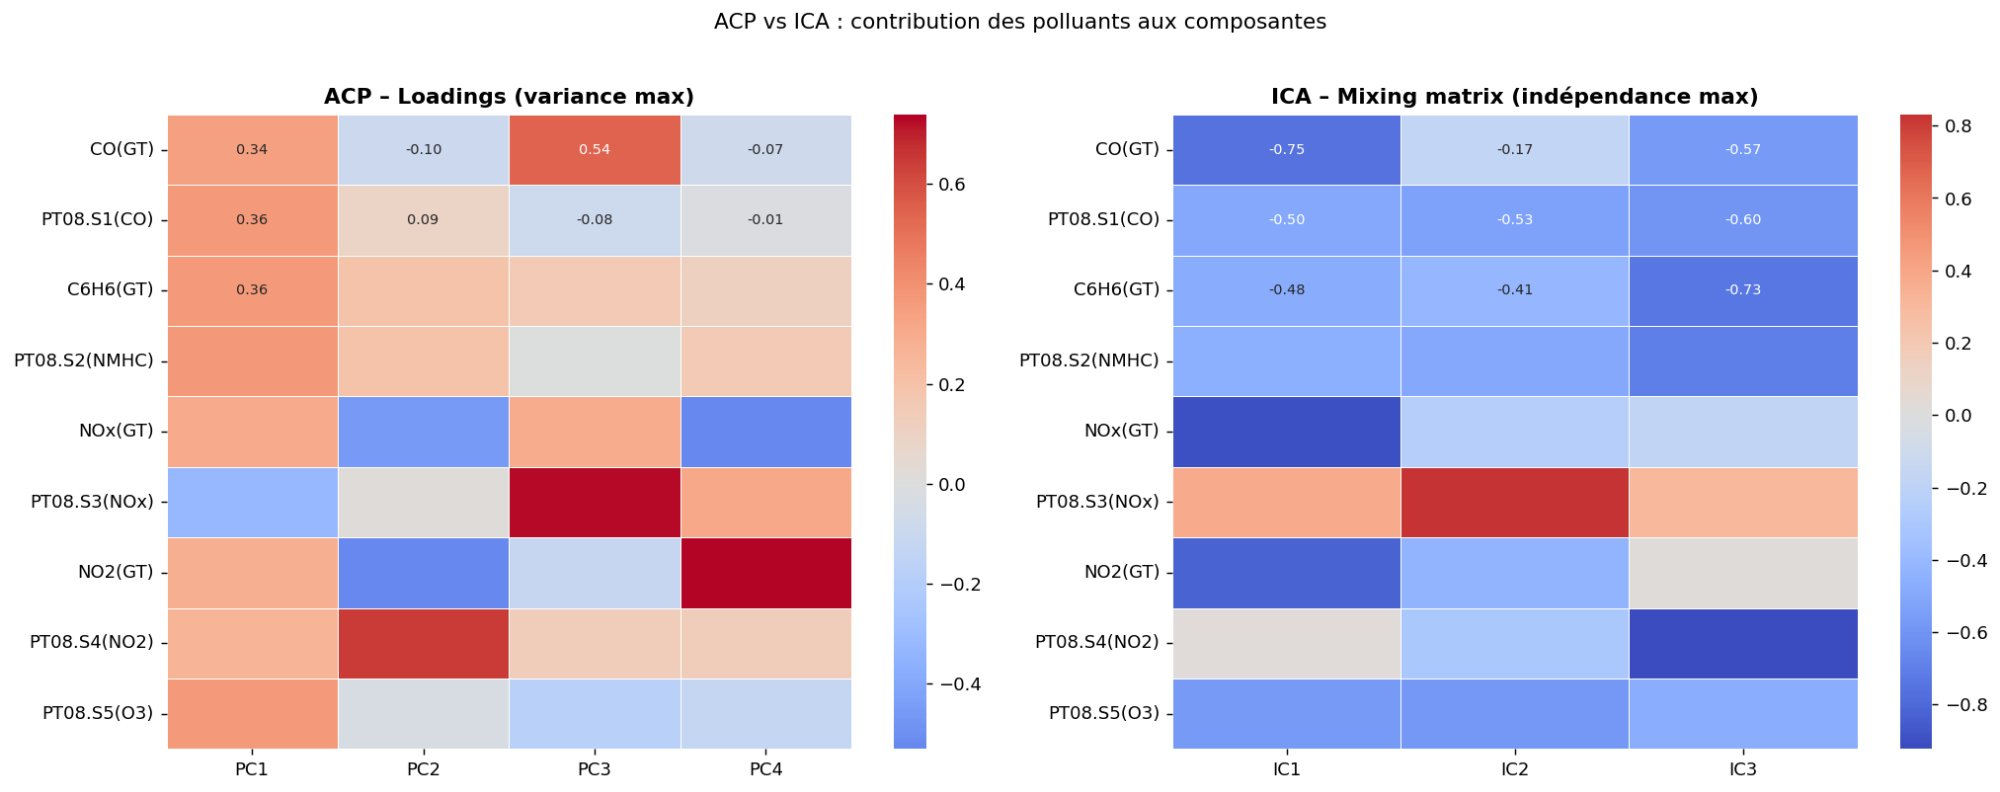 ACP vs ICA : contribution des polluants aux composantes
ACP – Loadings (variance max)
CO(GT) 0.34 -0.10 0.54 -0.07
PT08.S1(CO) 0.36 0.09 -0.08 -0.01
C6H6(GT) 0.36
PT08.S2(NMHC)
NOx(GT)
PT08.S3(NOx)
NO2(GT)
PT08.S4(NO2)
PT08.S5(O3)
PC1 PC2 PC3 PC4
0.6
0.4
0.2
0.0
−0.2
−0.4
ICA – Mixing matrix (indépendance max)
CO(GT) -0.75 -0.17 -0.57
PT08.S1(CO) -0.50 -0.53 -0.60
C6H6(GT) -0.48 -0.41 -0.73
PT08.S2(NMHC)
NOx(GT)
PT08.S3(NOx)
NO2(GT)
PT08.S4(NO2)
PT08.S5(O3)
IC1 IC2 IC3
0.8
0.6
0.4
0.2
0.0
−0.2
−0.4
−0.6
−0.8